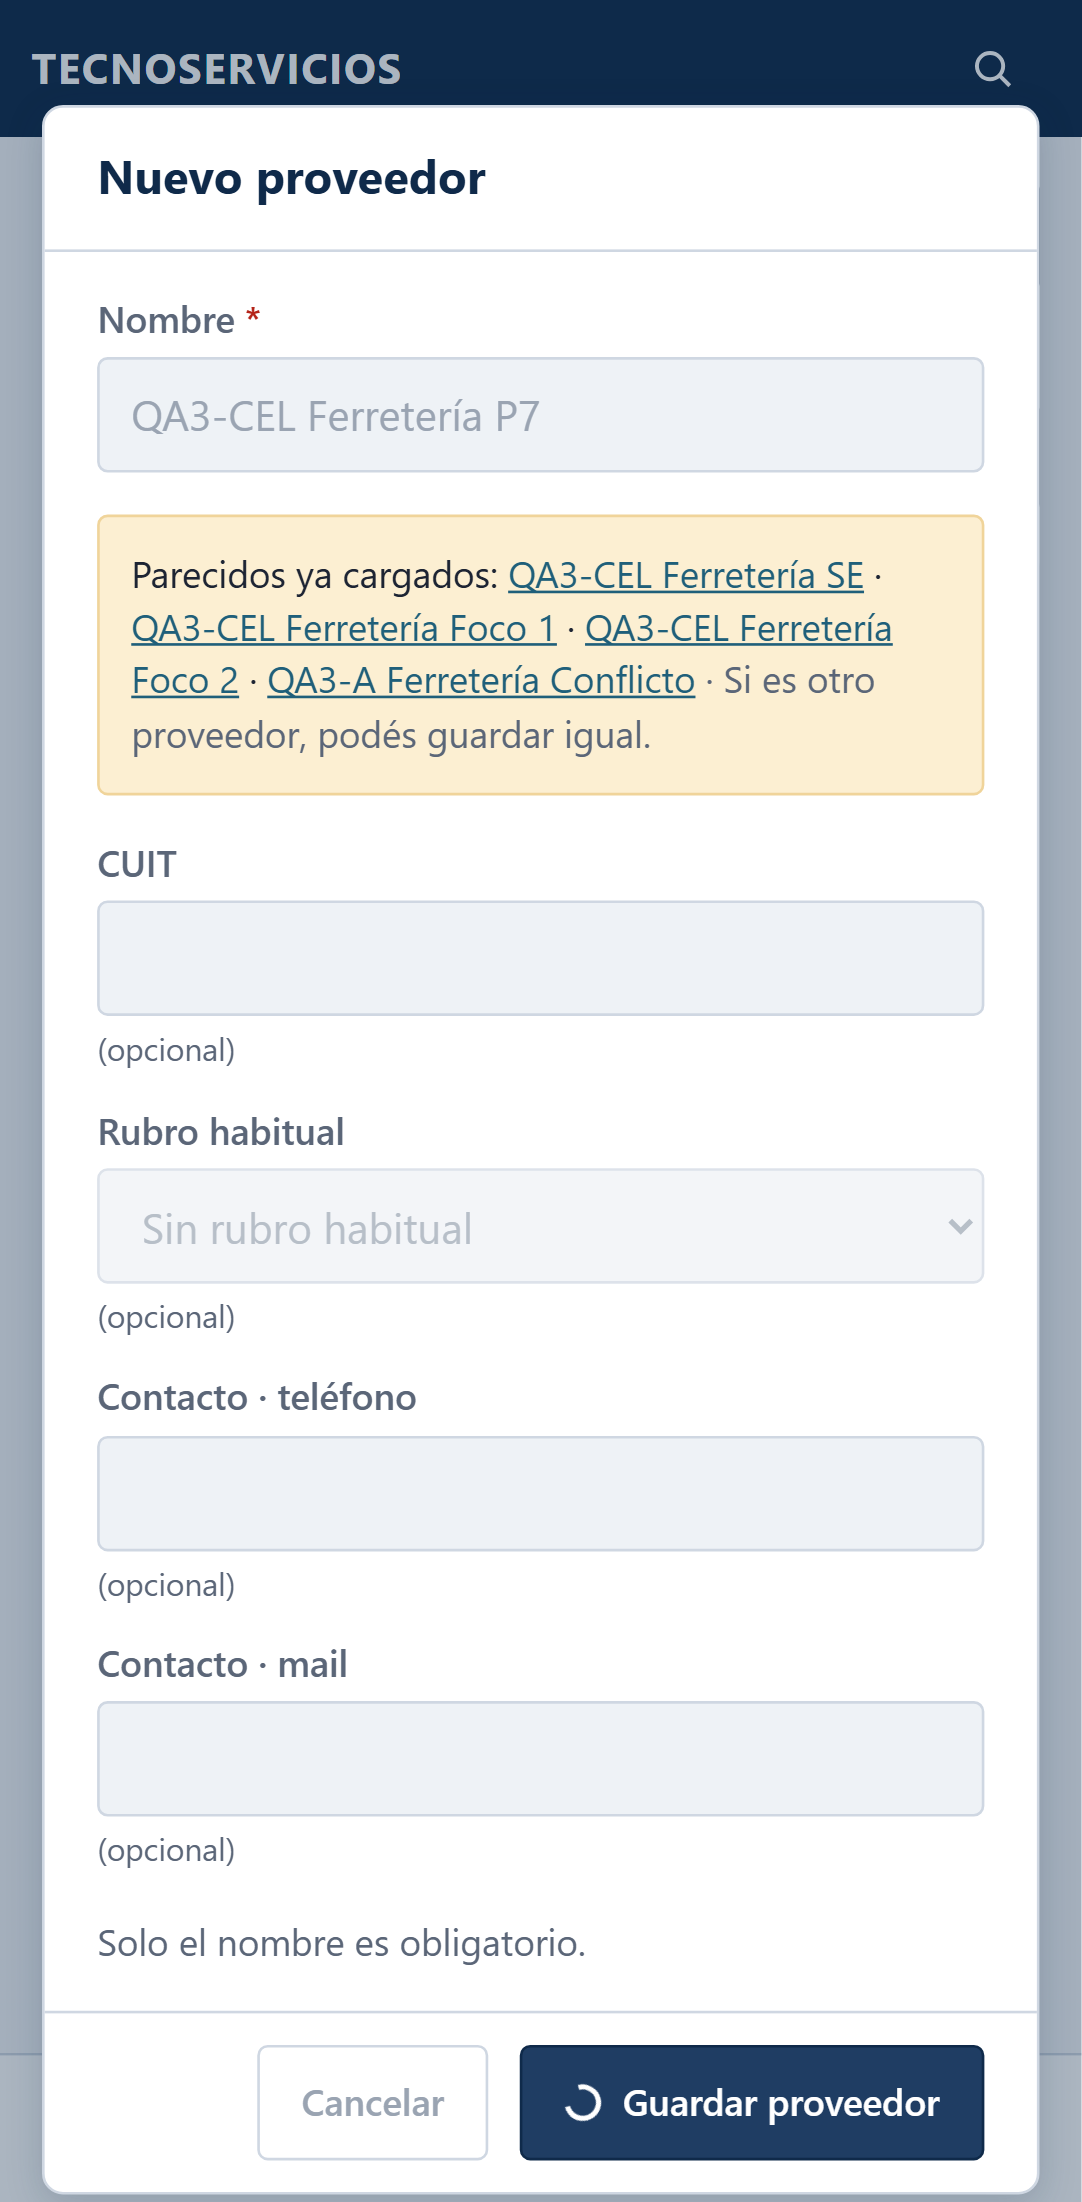 TECNOSERVICIOS
Nuevo proveedor
Nombre *
QA3-CEL Ferretería P7
Parecidos ya cargados: QA3-CEL Ferretería SE ·
QA3-CEL Ferretería Foco 1 · QA3-CEL Ferretería
Foco 2 · QA3-A Ferretería Conflicto · Si es otro
proveedor, podés guardar igual.
CUIT
(opcional)
Rubro habitual
Sin rubro habitual
(opcional)
Contacto · teléfono
(opcional)
Contacto · mail
(opcional)
Solo el nombre es obligatorio.
Cancelar
Guardar proveedor